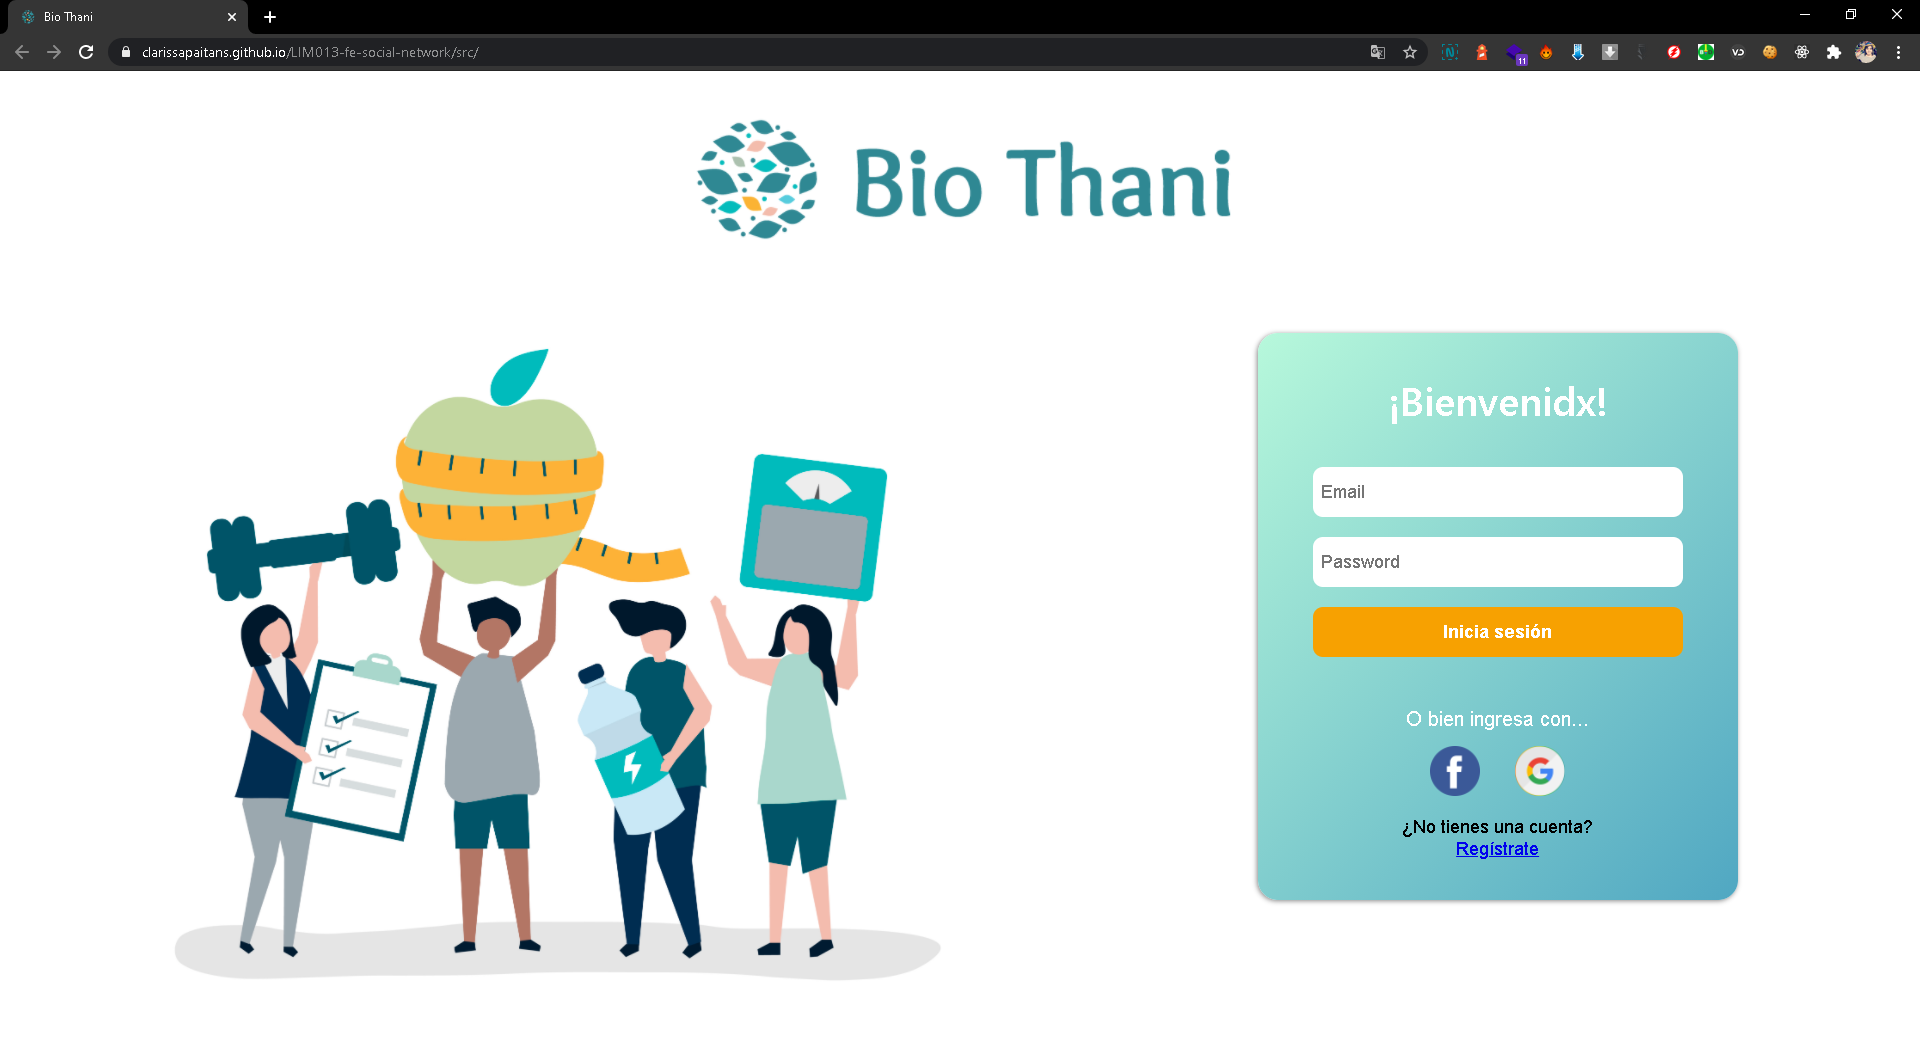 Bio Thani
clarissapaitans.github.io/LIM013-fe-social-network/src/
11
Bio Thani
¡Bienvenidx!
Email
Password
Inicia sesión
O bien ingresa con...
¿No tienes una cuenta?
Regístrate